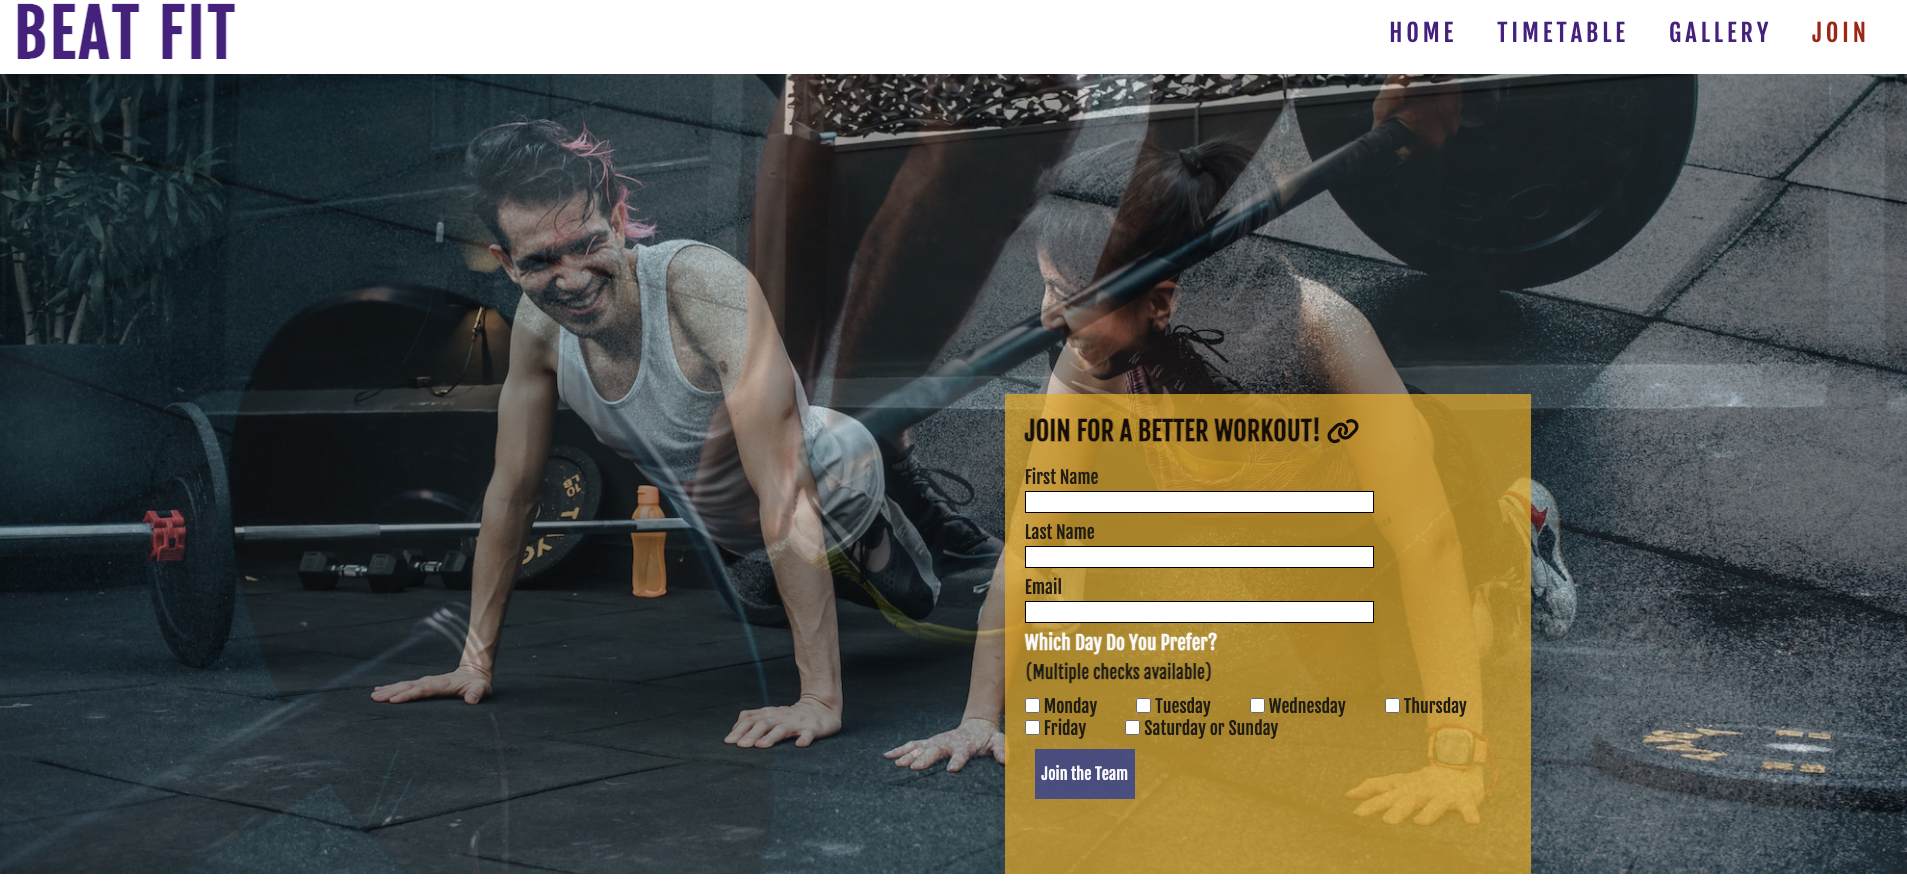 BEAT FIT
HOME TIMETABLE GALLERY JOIN
JOIN FOR A BETTER WORKOUT!
First Name
Last Name
Email
Which Day Do You Prefer?
(Multiple checks available)
Monday Tuesday Wednesday Thursday
Friday Saturday or Sunday
Join the Team